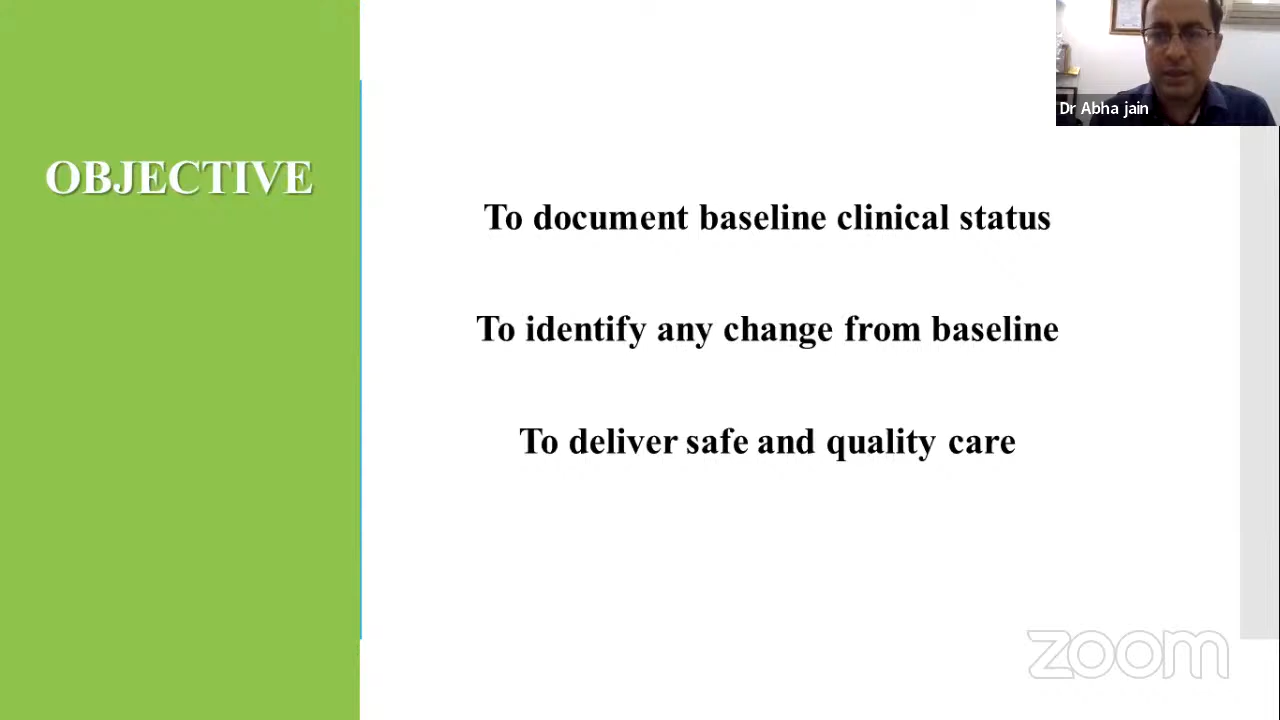 Dr Abha jain
OBJECTIVE
To document baseline clinical status
To identify any change from baseline
To deliver safe and quality care
zoom